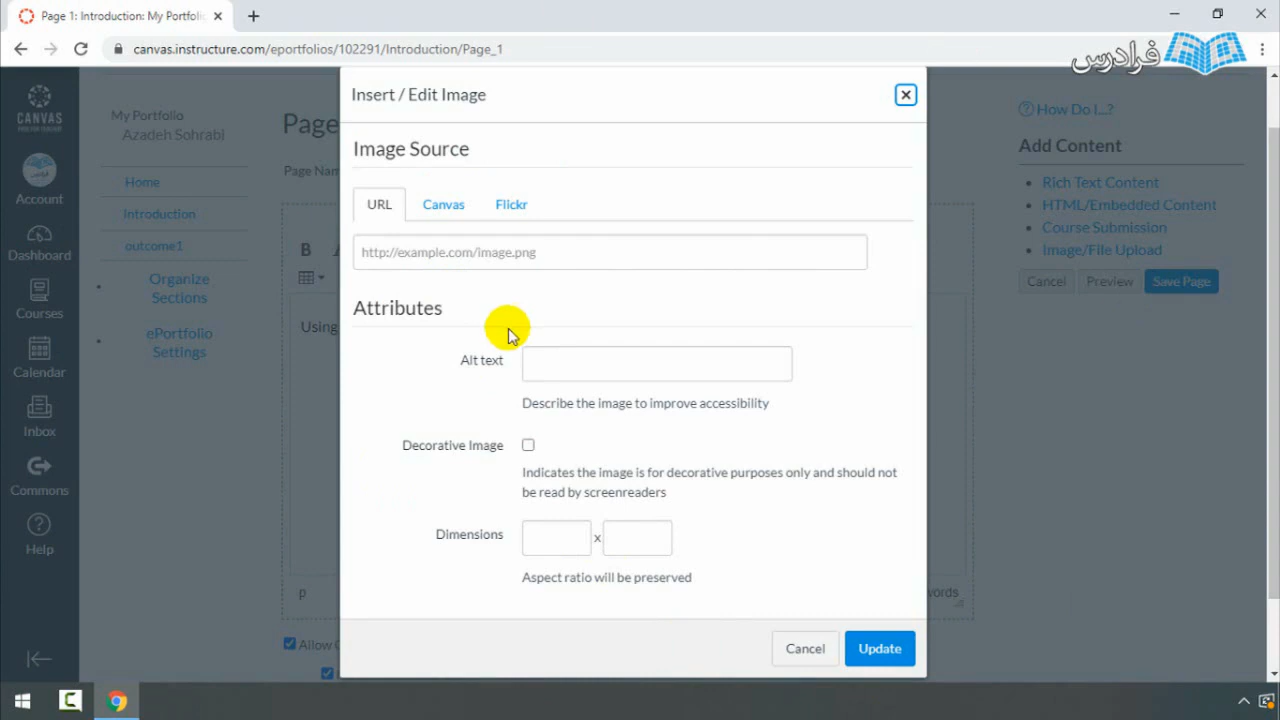 Page 1: Introduction: My Portfolio
canvas.instructure.com/eportfolios/102291/Introduction/Page_1
فرادرس
CANVAS
Account
Dashboard
Courses
Calendar
Inbox
Commons
Help
My Portfolio
Azadeh Sohrabi
Home
Introduction
outcome1
Organize
Sections
ePortfolio
Settings
Page
Page Nam
B
Using
p
Allow
Insert / Edit Image
Image Source
URL
Canvas
Flickr
http://example.com/image.png
Attributes
Alt text
Describe the image to improve accessibility
Decorative Image
Indicates the image is for decorative purposes only and should not
be read by screenreaders
Dimensions
x
Aspect ratio will be preserved
Cancel
Update
words
How Do I...?
Add Content
Rich Text Content
HTML/Embedded Content
Course Submission
Image/File Upload
Cancel
Preview
Save Page